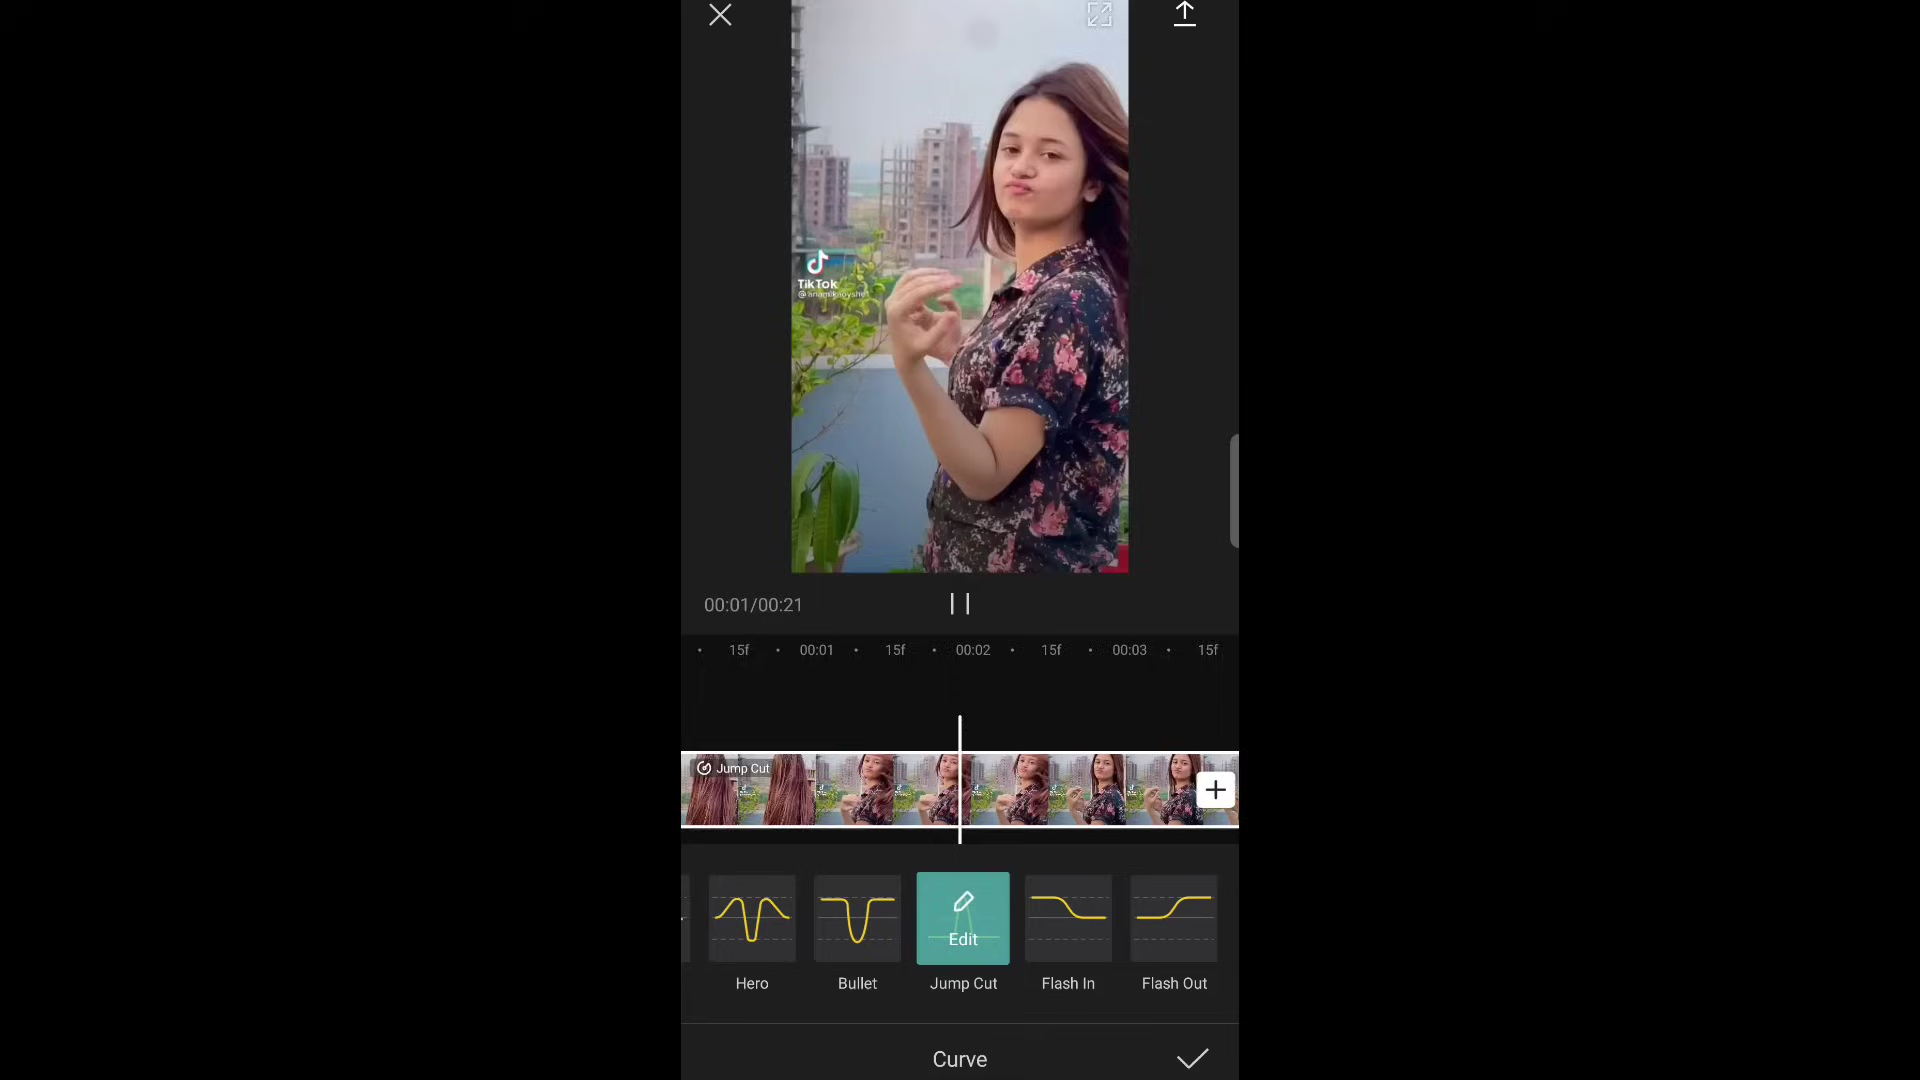 TikTok
00:01/00:21
15f 00:01 15f 00:02 15f 00:03 15f
Jump Cut
Edit
Hero Bullet Jump Cut Flash In Flash Out
Curve